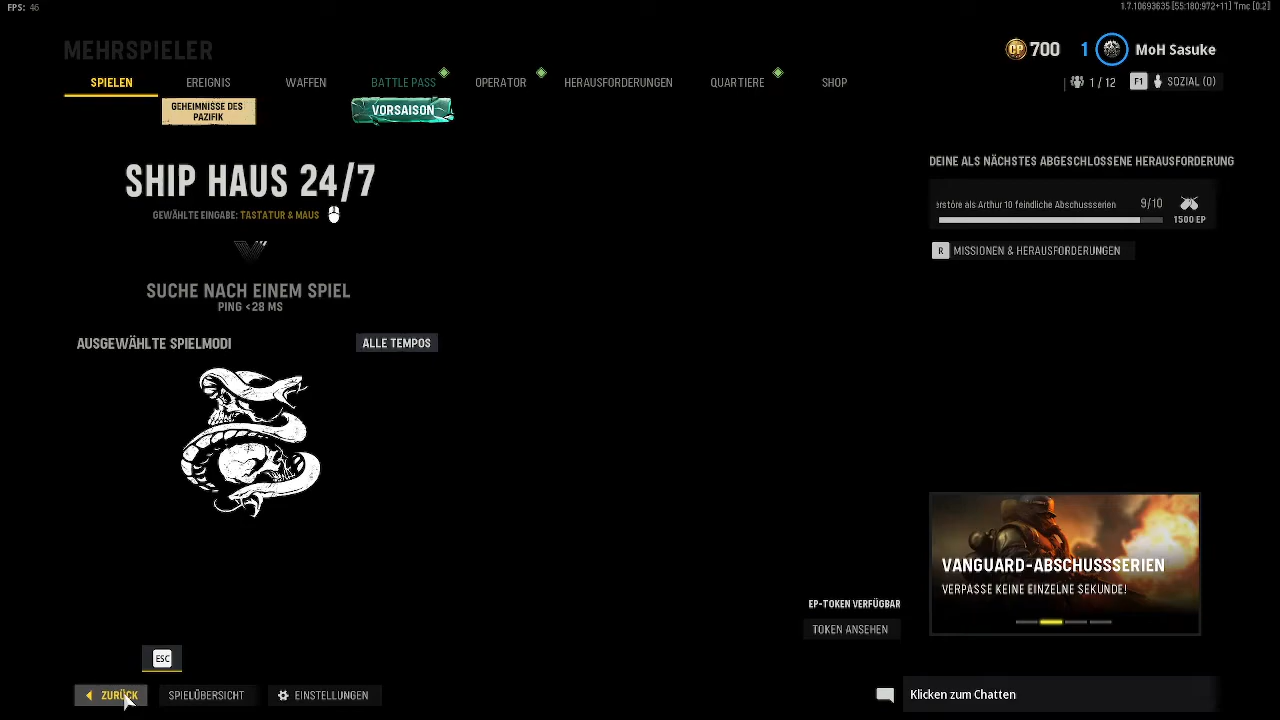 FPS: 46
1.7.10693635 [55:180:972+11] Tmc [0.2]
MEHRSPIELER
CP 700
1
MoH Sasuke
SPIELEN
EREIGNIS
WAFFEN
BATTLE PASS
OPERATOR
HERAUSFORDERUNGEN
QUARTIERE
SHOP
1 / 12
F1
SOZIAL (0)
GEHEIMNISSE DES
PAZIFIK
VORSAISON
SHIP HAUS 24/7
GEWÄHLTE EINGABE: TASTATUR & MAUS
DEINE ALS NÄCHSTES ABGESCHLOSSENE HERAUSFORDERUNG
erstöre als Arthur 10 feindliche Abschussserien
9/10
1500 EP
R MISSIONEN & HERAUSFORDERUNGEN
SUCHE NACH EINEM SPIEL
PING <28 MS
AUSGEWÄHLTE SPIELMODI
ALLE TEMPOS
VANGUARD-ABSCHUSSSERIEN
VERPASSE KEINE EINZELNE SEKUNDE!
EP-TOKEN VERFÜGBAR
TOKEN ANSEHEN
ESC
ZURÜCK
SPIELÜBERSICHT
EINSTELLUNGEN
Klicken zum Chatten